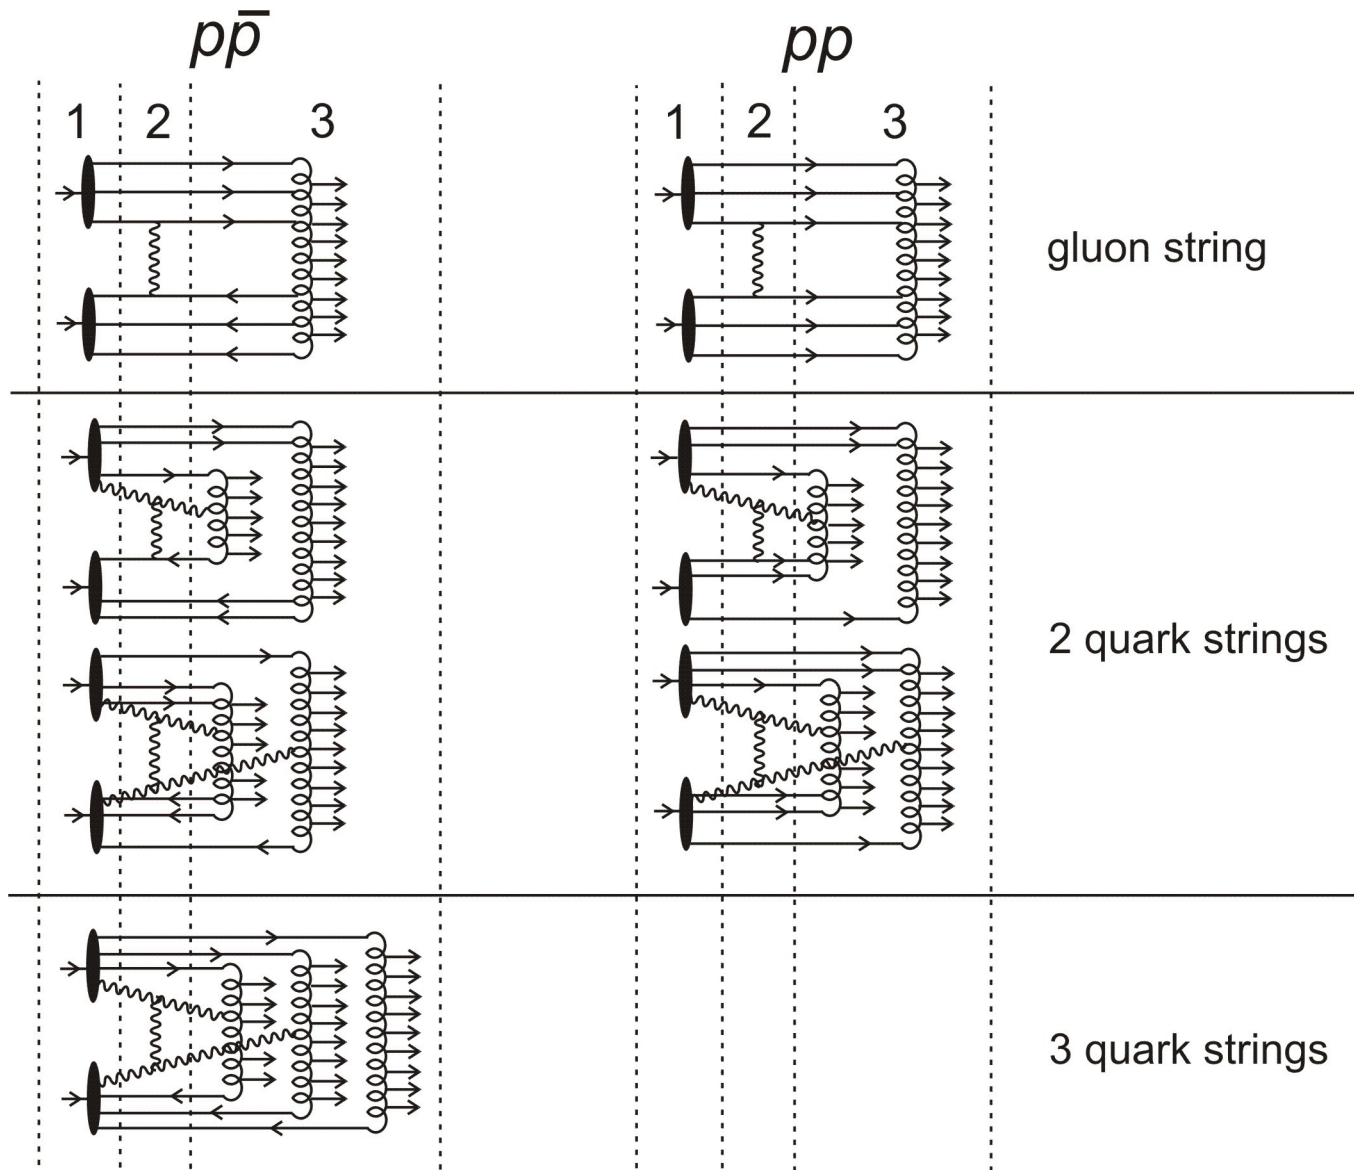 pp̅ pp
1 2 3 1 2 3
gluon string
2 quark strings
3 quark strings